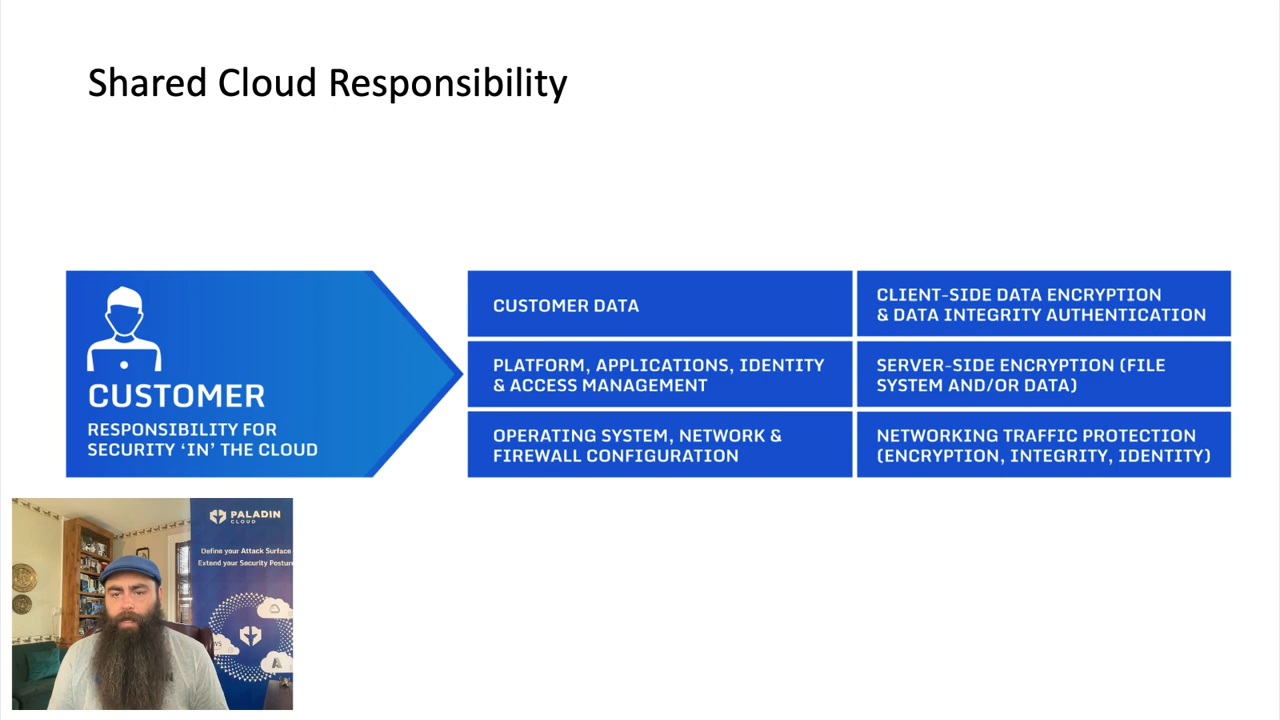 Shared Cloud Responsibility
CUSTOMER
RESPONSIBILITY FOR
SECURITY ‘IN’ THE CLOUD
CUSTOMER DATA
CLIENT-SIDE DATA ENCRYPTION
& DATA INTEGRITY AUTHENTICATION
PLATFORM, APPLICATIONS, IDENTITY
& ACCESS MANAGEMENT
SERVER-SIDE ENCRYPTION (FILE
SYSTEM AND/OR DATA)
OPERATING SYSTEM, NETWORK &
FIREWALL CONFIGURATION
NETWORKING TRAFFIC PROTECTION
(ENCRYPTION, INTEGRITY, IDENTITY)
PALADIN
CLOUD
Define your Attack Surface
Extend your Security Postur